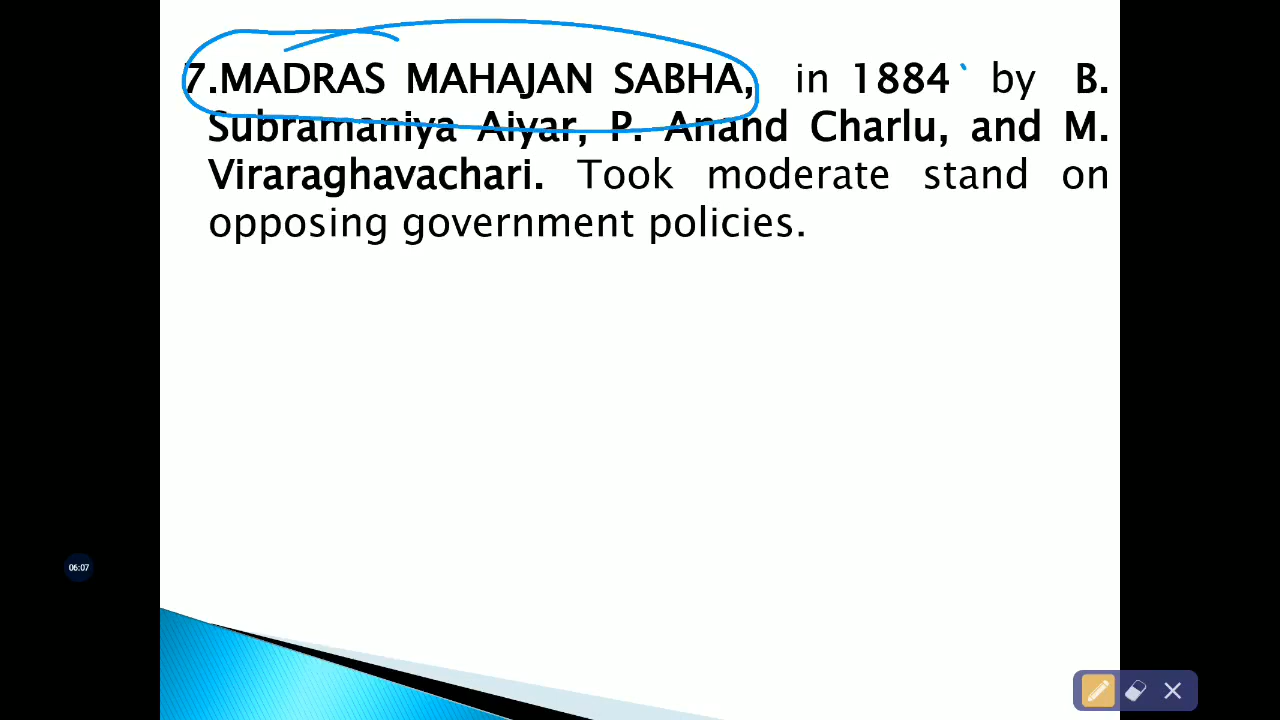 7.MADRAS MAHAJAN SABHA, in 1884 by B.
Subramaniya Aiyar, P. Anand Charlu, and M.
Viraraghavachari. Took moderate stand on
opposing government policies.
06:07